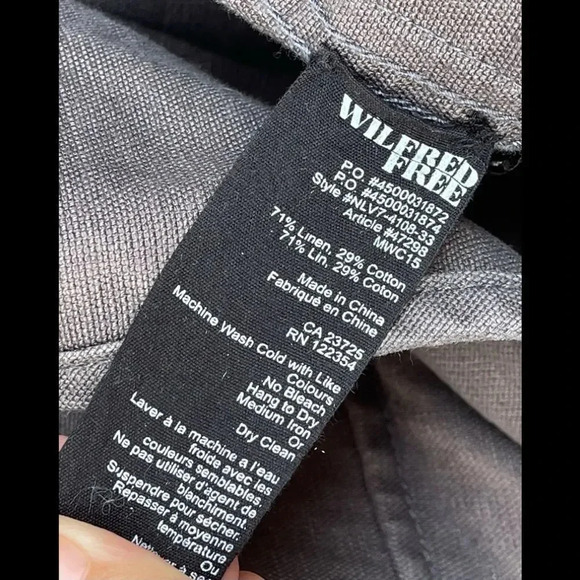 WILFRED
FREE
P.O. #4500031872
P.O. #4500031874
Style #NLV7-4108-33
Article #47298
MWC15
71% Linen, 29% Cotton
71% Lin, 29% Coton
Made in China
Fabriqué en Chine
CA 23725
RN 122354
Machine Wash Cold with Like
Colours
No Bleach
Hang to Dry
Medium Iron
Or
Dry Clean
Laver à la machine a l'eau
froide avec les
couleurs semblables,
Ne pas utiliser d'agent de
blanchiment.
Suspendre pour sécher.
Repasser à moyenne
température
Ou
Nettoyer à